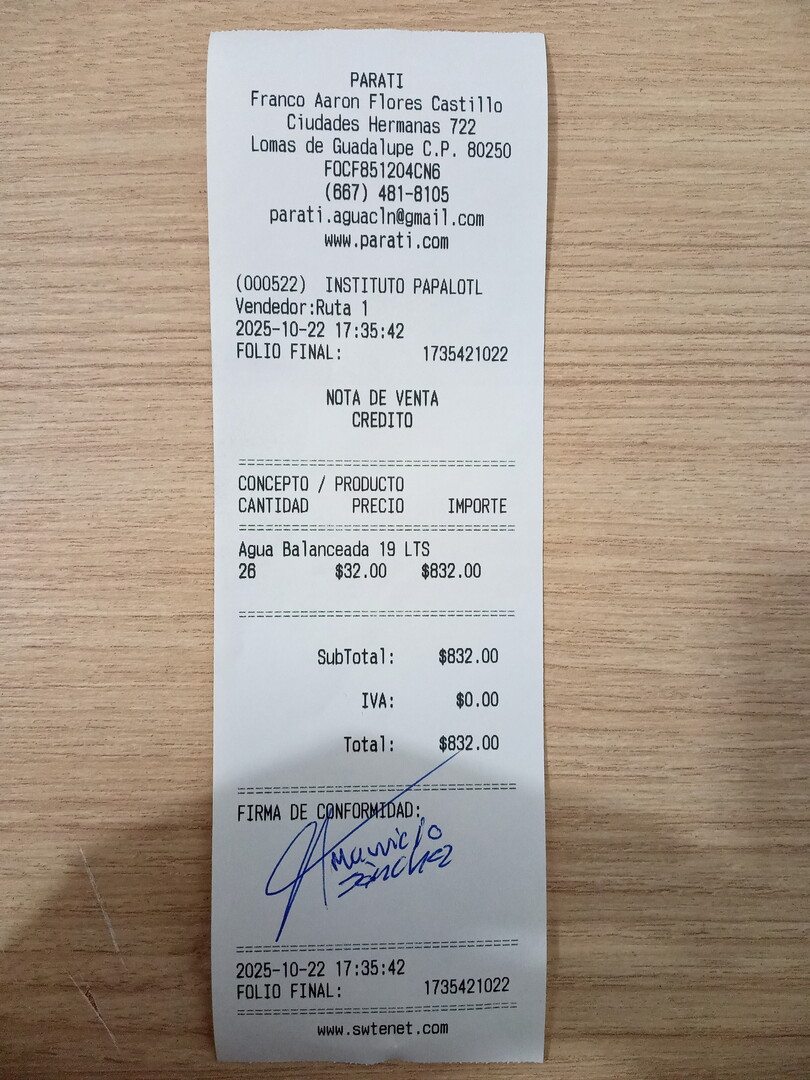 PARATI
Franco Aaron Flores Castillo
Ciudades Hermanas 722
Lomas de Guadalupe C.P. 80250
FOCF851204CN6
(667) 481-8105
parati.aguacln@gmail.com
www.parati.com
(000522) INSTITUTO PAPALOTL
Vendedor:Ruta 1
2025-10-22 17:35:42
FOLIO FINAL: 1735421022
NOTA DE VENTA
CREDITO
================================
CONCEPTO / PRODUCTO
CANTIDAD PRECIO IMPORTE
================================
Agua Balanceada 19 LTS
26 $32.00 $832.00
================================
SubTotal: $832.00
IVA: $0.00
Total: $832.00
================================
FIRMA DE CONFORMIDAD:
Mauricio
Sànchez
================================
2025-10-22 17:35:42
FOLIO FINAL: 1735421022
================================
www.swtenet.com